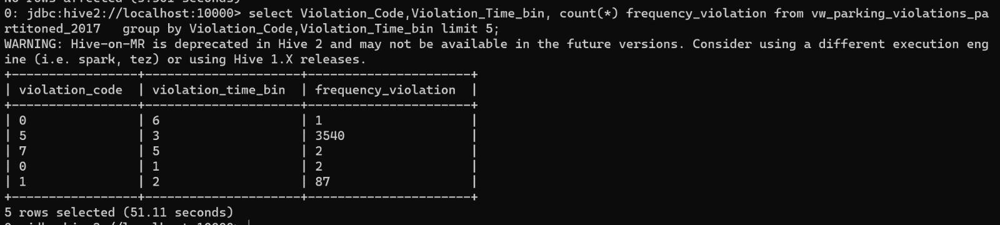 No rows affected (5.501 seconds)
0: jdbc:hive2://localhost:10000> select Violation_Code,Violation_Time_bin, count(*) frequency_violation from vw_parking_violations_pa
rtitoned_2017   group by Violation_Code,Violation_Time_bin limit 5;
WARNING: Hive-on-MR is deprecated in Hive 2 and may not be available in the future versions. Consider using a different execution eng
ine (i.e. spark, tez) or using Hive 1.X releases.
+-----------------+---------------------+----------------------+
| violation_code  | violation_time_bin  | frequency_violation  |
+-----------------+---------------------+----------------------+
| 0               | 6                   | 1                    |
| 5               | 3                   | 3540                 |
| 7               | 5                   | 2                    |
| 0               | 1                   | 2                    |
| 1               | 2                   | 87                   |
+-----------------+---------------------+----------------------+
5 rows selected (51.11 seconds)
0: jdbc:hive2://localhost:10000>